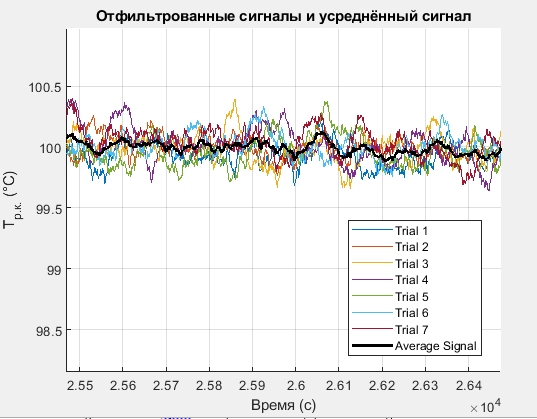 Отфильтрованные сигналы и усреднённый сигнал
100.5
100
99.5
99
98.5
T р.к. (°C)
2.55 2.56 2.57 2.58 2.59 2.6 2.61 2.62 2.63 2.64
×10⁴
Время (с)
Trial 1
Trial 2
Trial 3
Trial 4
Trial 5
Trial 6
Trial 7
Average Signal